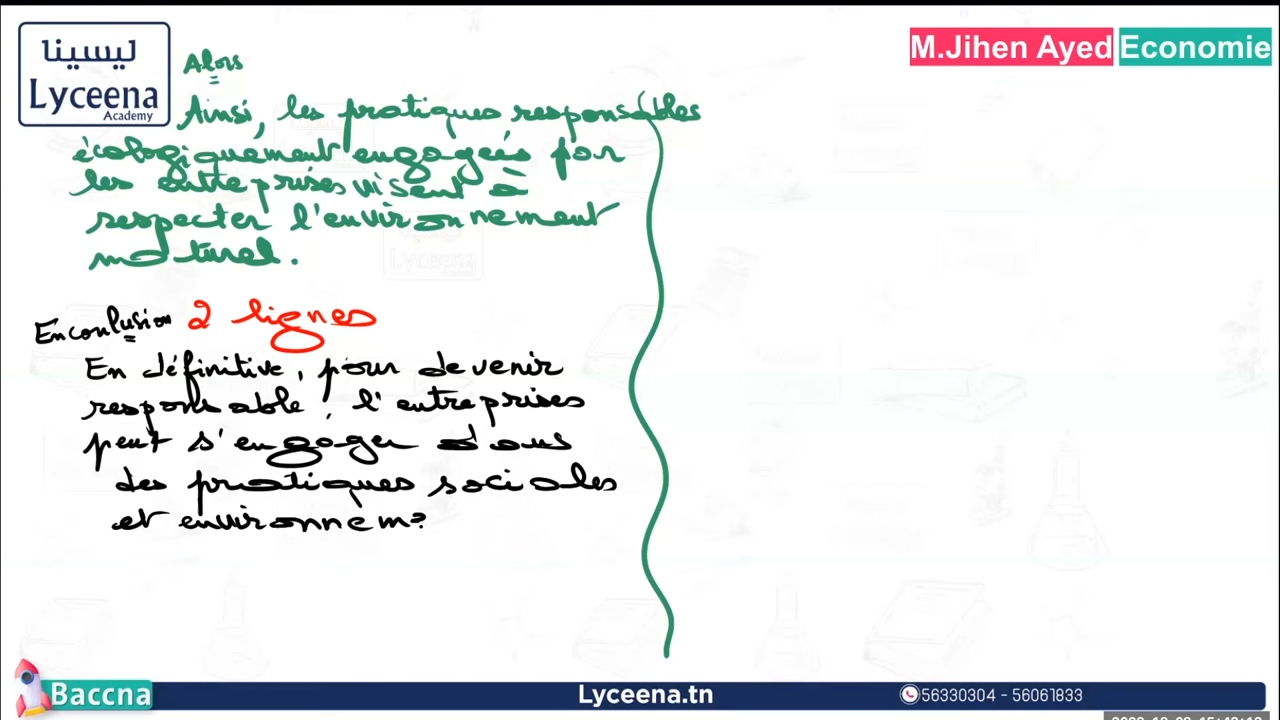 ليسينا
Lyceena
Academy
M.Jihen Ayed Economie
Alors
Ainsi, les pratiques responsables
écologiquement engagées par
les entreprises visent à
respecter l'environnement
naturel.
En conlusion 2 lignes
En définitive, pour devenir
responsable, l'entreprises
peut s'engager dans
des pratiques sociales
et environnem
Baccna
Lyceena.tn
56330304 - 56061833